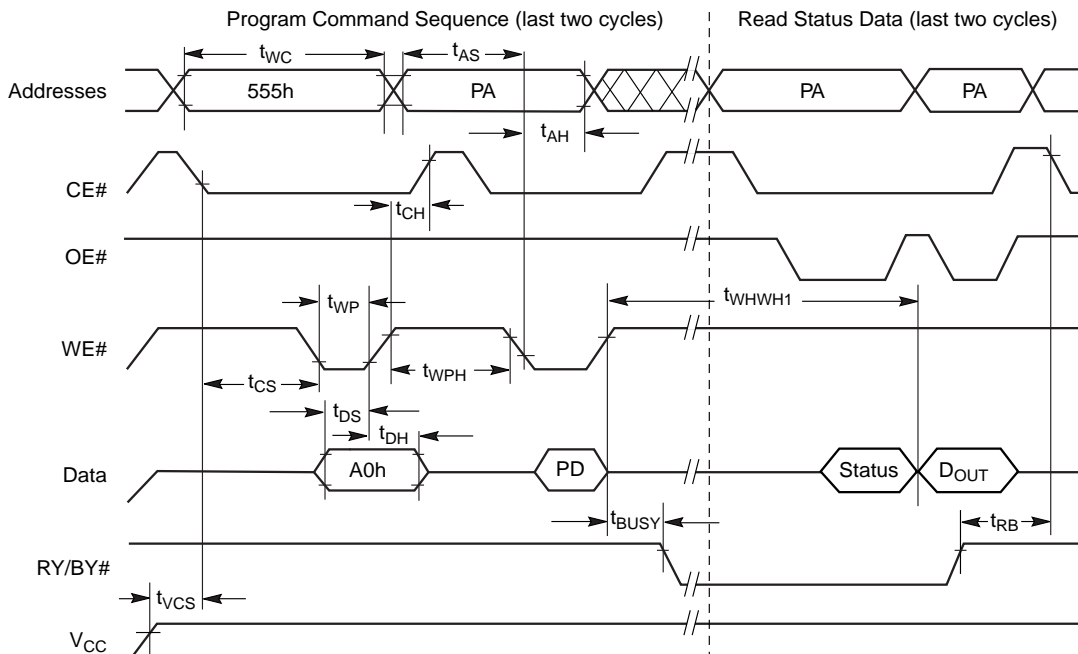 Program Command Sequence (last two cycles)
Read Status Data (last two cycles)
tWC
tAS
Addresses
555h
PA
PA
PA
tAH
CE#
tCH
OE#
tWP
tWHWH1
WE#
tWPH
tCS
tDS
tDH
Data
A0h
PD
Status
DOUT
tBUSY
tRB
RY/BY#
tVCS
VCC